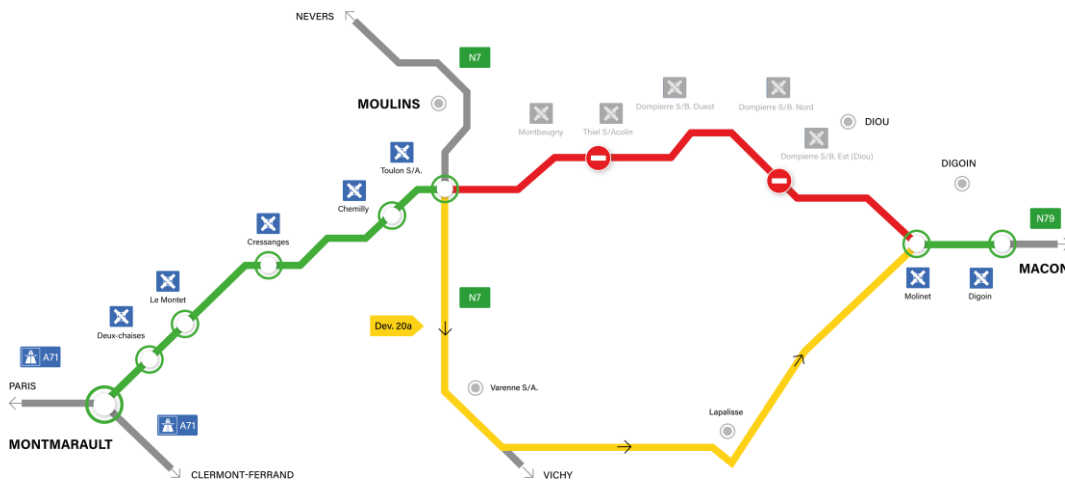 NEVERS
N7
MOULINS
Dompierre S/B. Ouest
Dompierre S/B. Nord
Montbeugny
Thiel S/Acolin
DIOU
Dompierre S/B. Est (Diou)
Toulon S/A.
DIGOIN
Chemilly
N79
Cressanges
MACON
Molinet
Digoin
Le Montet
N7
Dev. 20a
Deux-chaises
A71
PARIS
Varenne S/A.
Lapalisse
A71
MONTMARAULT
CLERMONT-FERRAND
VICHY